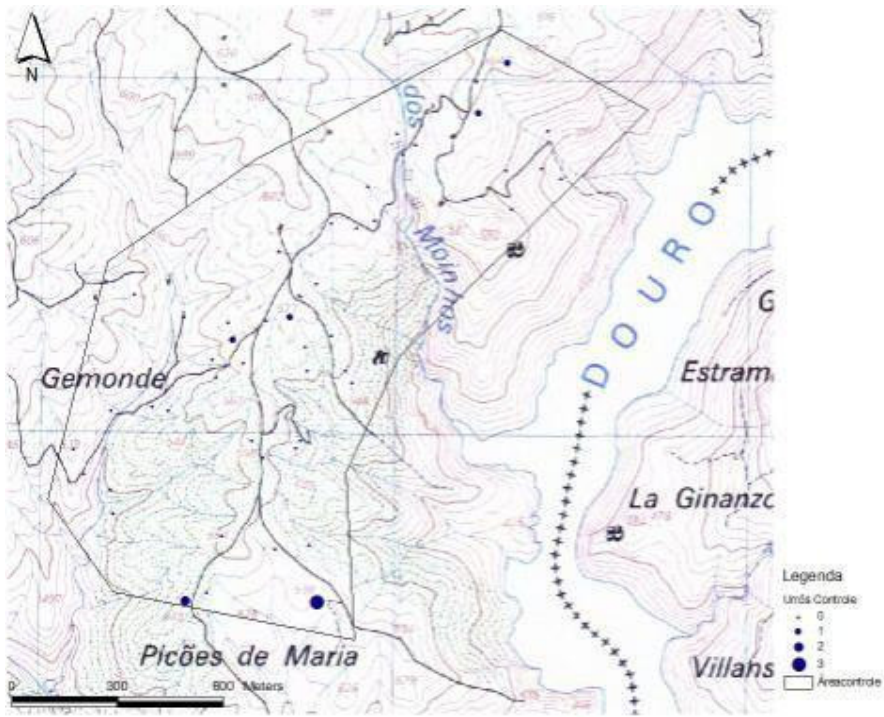 N
dos
Moinhos
DOURO
G
Estram
Gemonde
La Ginanzo
Picões de Maria
Villans
0 300 600 Meters
Legenda
Urrós Controle
0
1
2
3
Áreacontrole